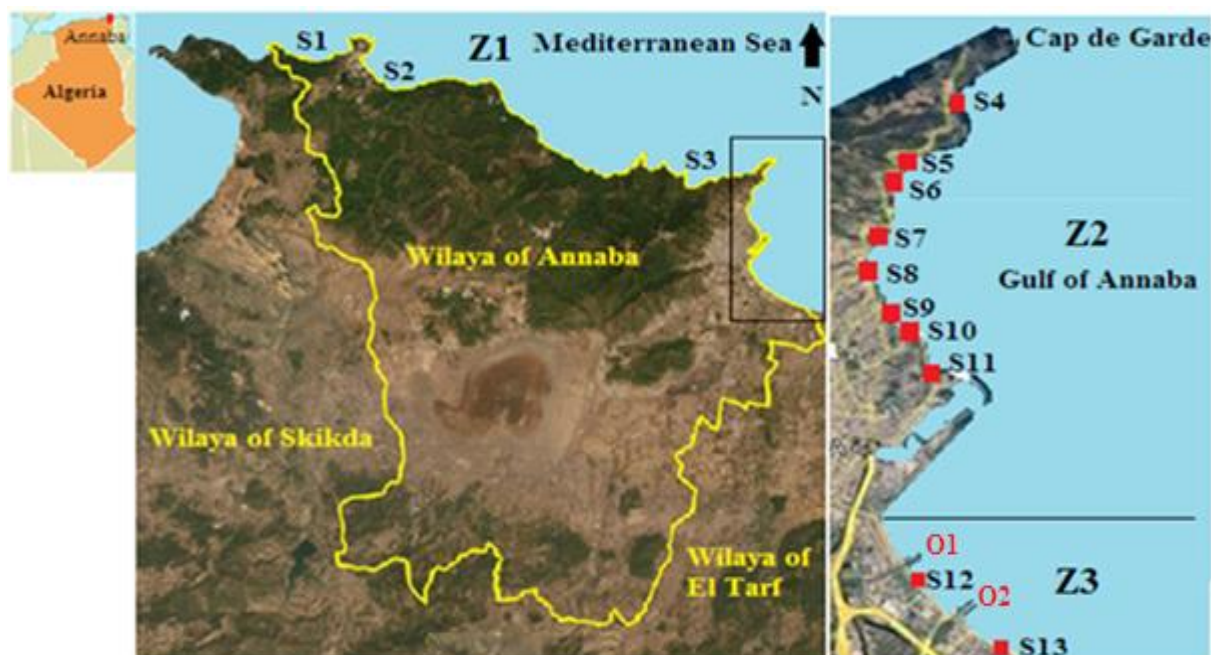 Annaba
Algeria
S1
Z1
Mediterranean Sea
S2
N
S3
Wilaya of Annaba
Wilaya of Skikda
Wilaya of
El Tarf
Cap de Garde
S4
S5
S6
S7
Z2
S8
Gulf of Annaba
S9
S10
S11
O1
S12
Z3
O2
S13